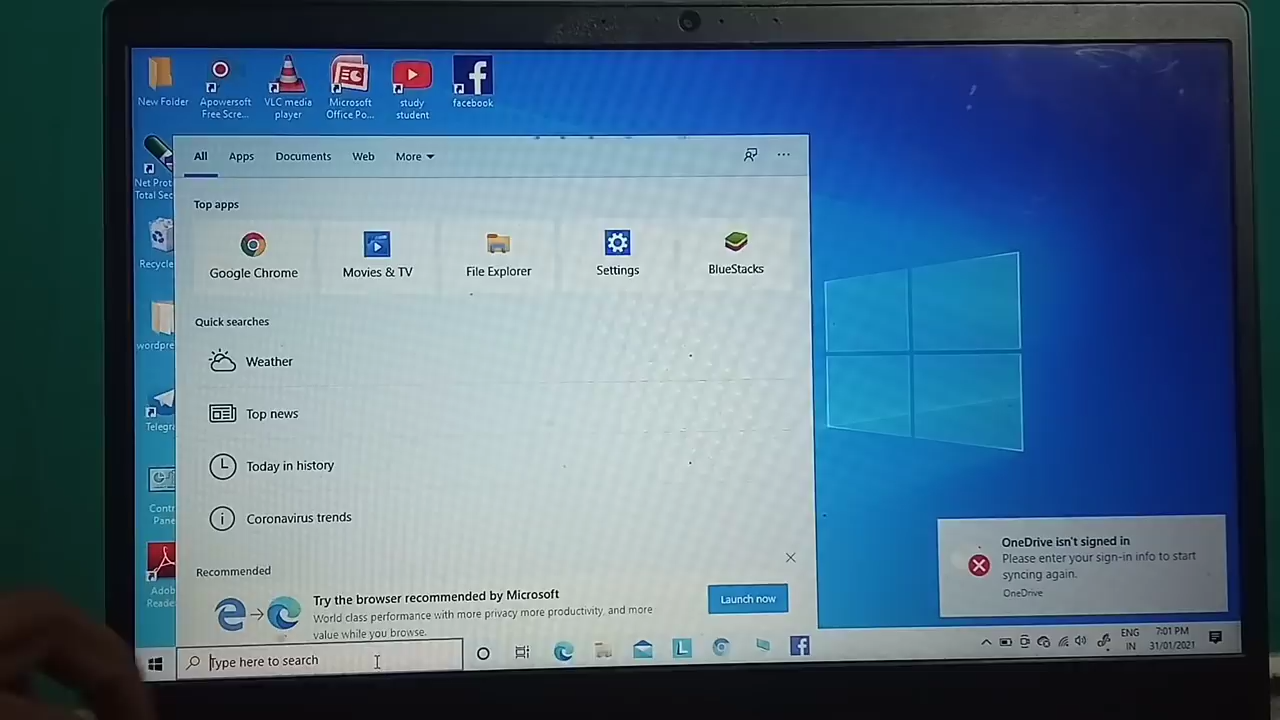 New Folder
Apowersoft
Free Scre...
VLC media
player
Microsoft
Office Po...
study
student
facebook
Net Prot
Total Sec
Recycle
wordpre
Telegra
Contr
Pane
Adob
Reade
All
Apps
Documents
Web
More
Top apps
Google Chrome
Movies & TV
File Explorer
Settings
BlueStacks
Quick searches
Weather
Top news
Today in history
Coronavirus trends
Recommended
Try the browser recommended by Microsoft
World class performance with more privacy more productivity, and more
value while you browse.
Launch now
OneDrive isn't signed in
Please enter your sign-in info to start
syncing again.
OneDrive
Type here to search
L
ENG
IN
7:01 PM
31/01/2021